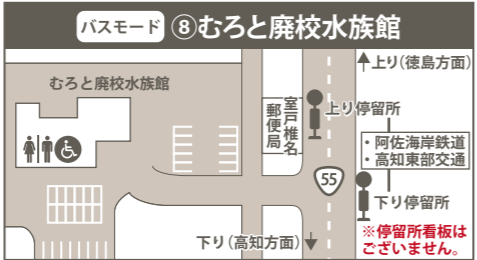 バスモード ⑧むろと廃校水族館
↑上り（徳島方面）
むろと廃校水族館
室戸椎名
郵便局
上り停留所
・阿佐海岸鉄道
・高知東部交通
55
下り停留所
※停留所看板は
ございません。
下り（高知方面）↓